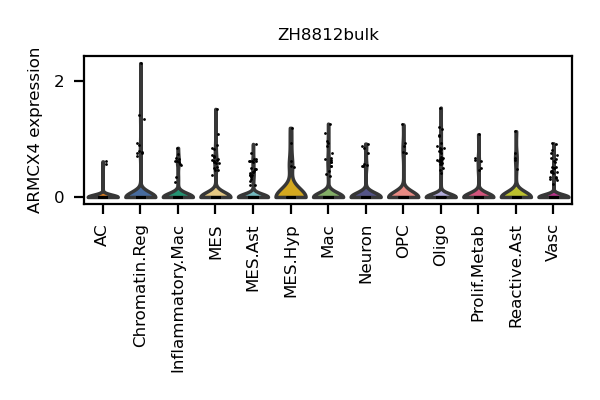 ZH8812bulk
ARMCX4 expression
2
0
AC
Chromatin.Reg
Inflammatory.Mac
MES
MES.Ast
MES.Hyp
Mac
Neuron
OPC
Oligo
Prolif.Metab
Reactive.Ast
Vasc